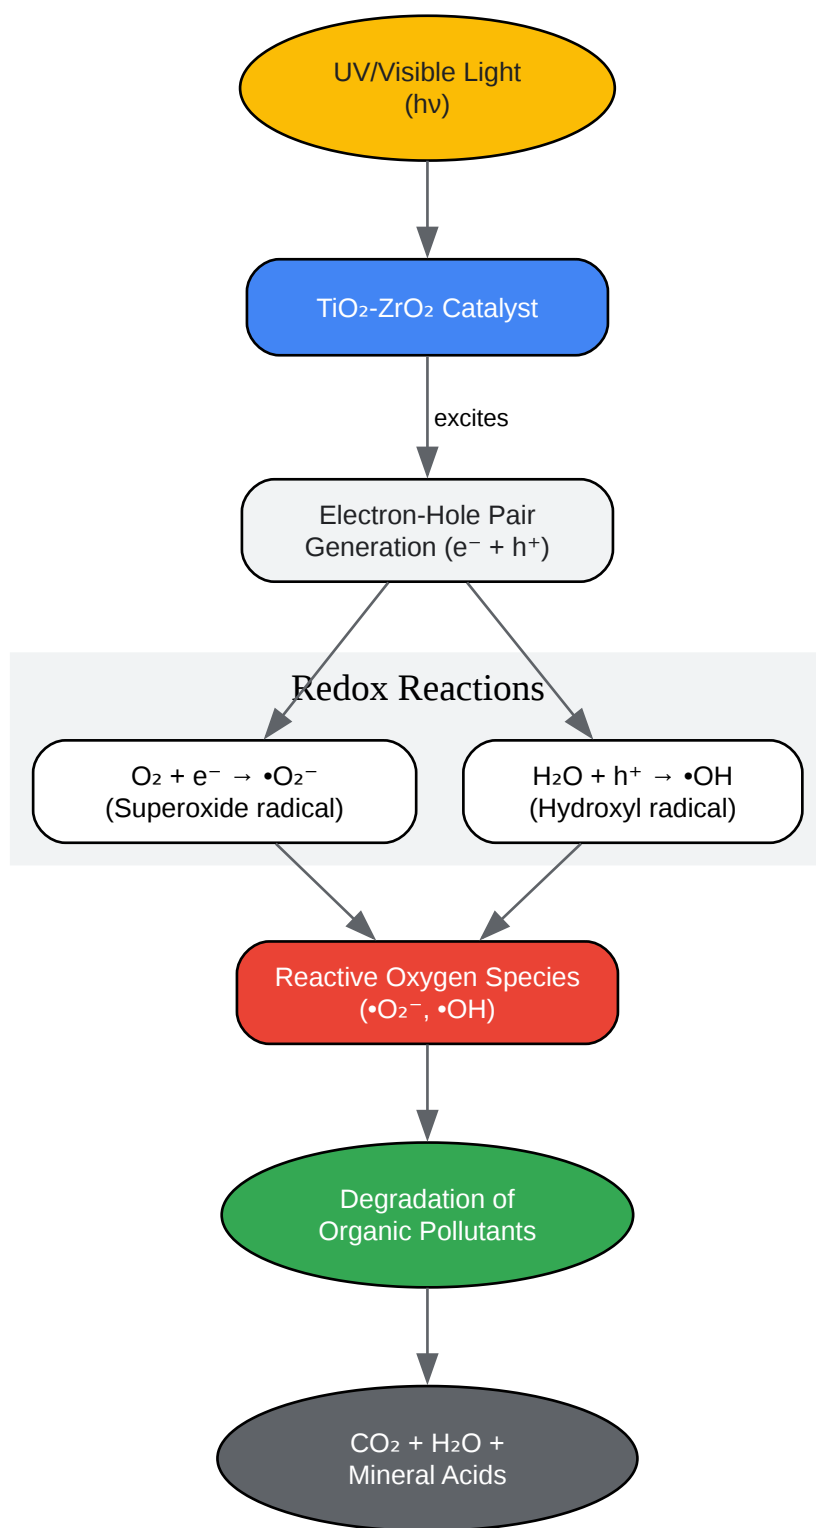 UV/Visible Light
(hν)
TiO₂-ZrO₂ Catalyst
excites
Electron-Hole Pair
Generation (e⁻ + h⁺)
Redox Reactions
O₂ + e⁻ → •O₂⁻
(Superoxide radical)
H₂O + h⁺ → •OH
(Hydroxyl radical)
Reactive Oxygen Species
(•O₂⁻, •OH)
Degradation of
Organic Pollutants
CO₂ + H₂O +
Mineral Acids